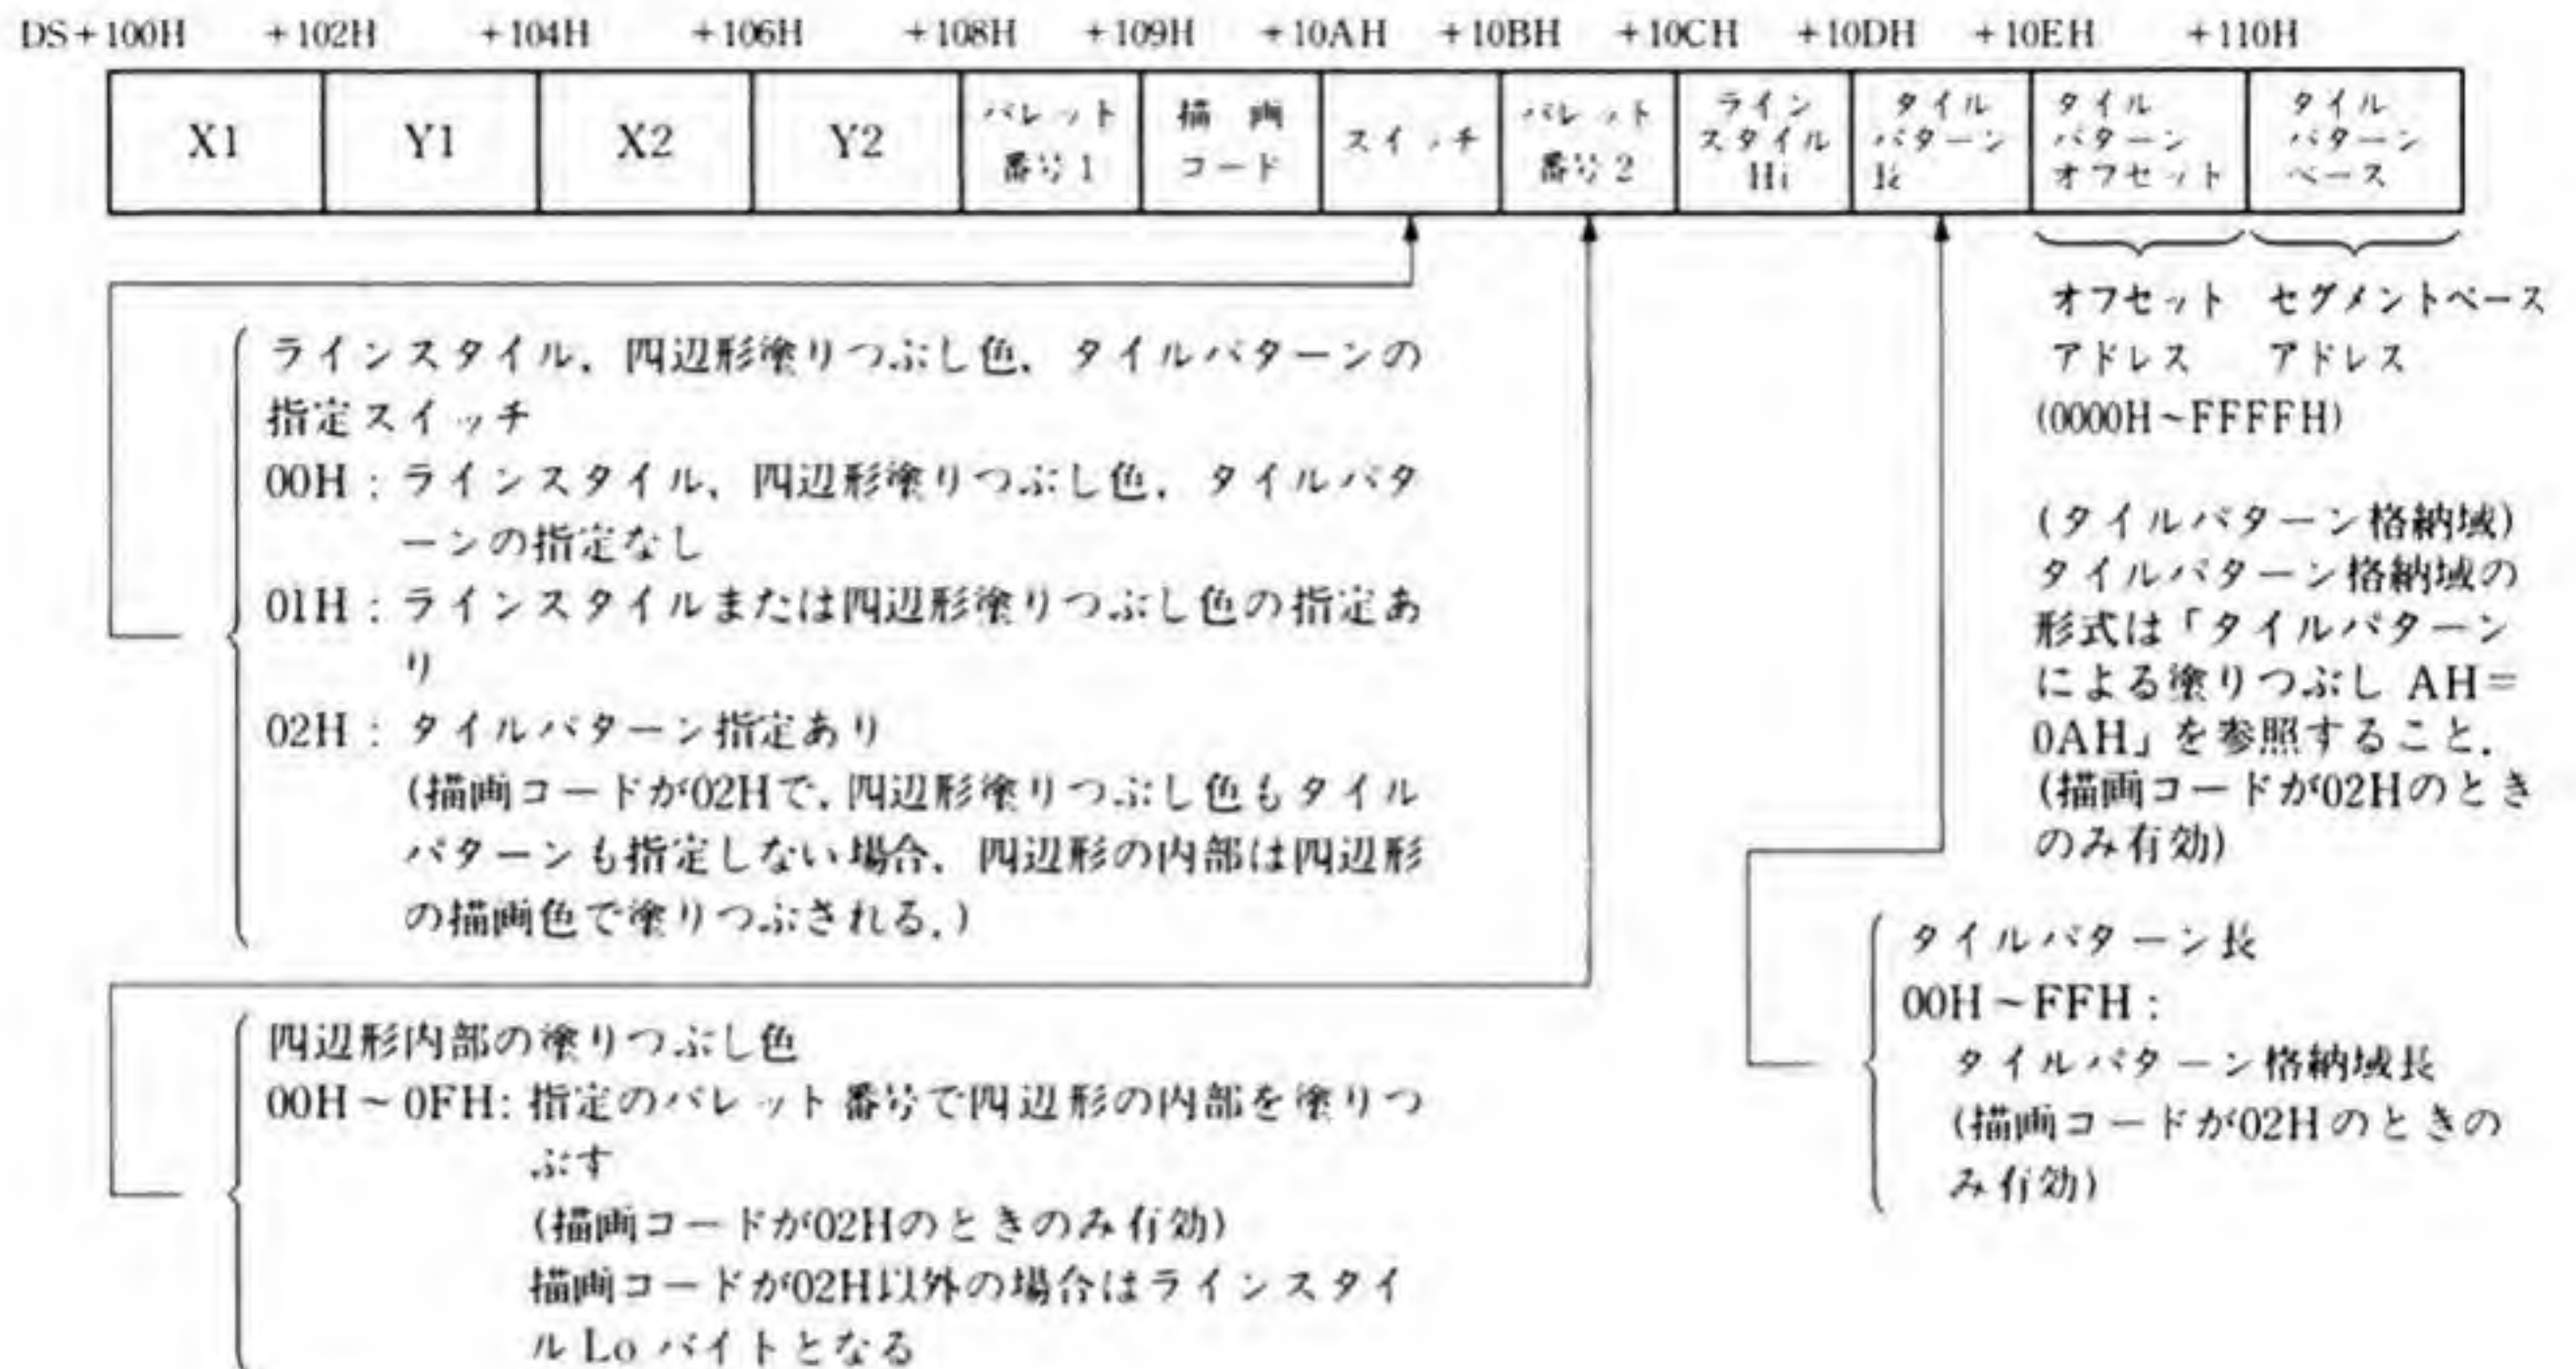 DS+100H +102H +104H +106H +108H +109H +10AH +10BH +10CH +10DH +10EH +110H
X1
Y1
X2
Y2
パレット
番号1
描画
コード
スイッチ
パレット
番号2
ライン
スタイル
Hi
タイル
パターン
長
タイル
パターン
オフセット
タイル
パターン
ベース
ラインスタイル、四辺形塗りつぶし色、タイルパターンの
指定スイッチ
00H:ラインスタイル、四辺形塗りつぶし色、タイルパタ
ーンの指定なし
01H:ラインスタイルまたは四辺形塗りつぶし色の指定あ
り
02H:タイルパターン指定あり
(描画コードが02Hで、四辺形塗りつぶし色もタイル
パターンも指定しない場合、四辺形の内部は四辺形
の描画色で塗りつぶされる.)
四辺形内部の塗りつぶし色
00H~0FH:指定のパレット番号で四辺形の内部を塗りつ
ぶす
(描画コードが02Hのときのみ有効)
描画コードが02H以外の場合はラインスタイ
ル Lo バイトとなる
オフセット
アドレス
セグメントベース
アドレス
(0000H~FFFFH)
(タイルパターン格納域)
タイルパターン格納域の
形式は「タイルパターン
による塗りつぶし AH=
0AH」を参照すること.
(描画コードが02Hのとき
のみ有効)
タイルパターン長
00H~FFH:
タイルパターン格納域長
(描画コードが02Hのときの
み有効)